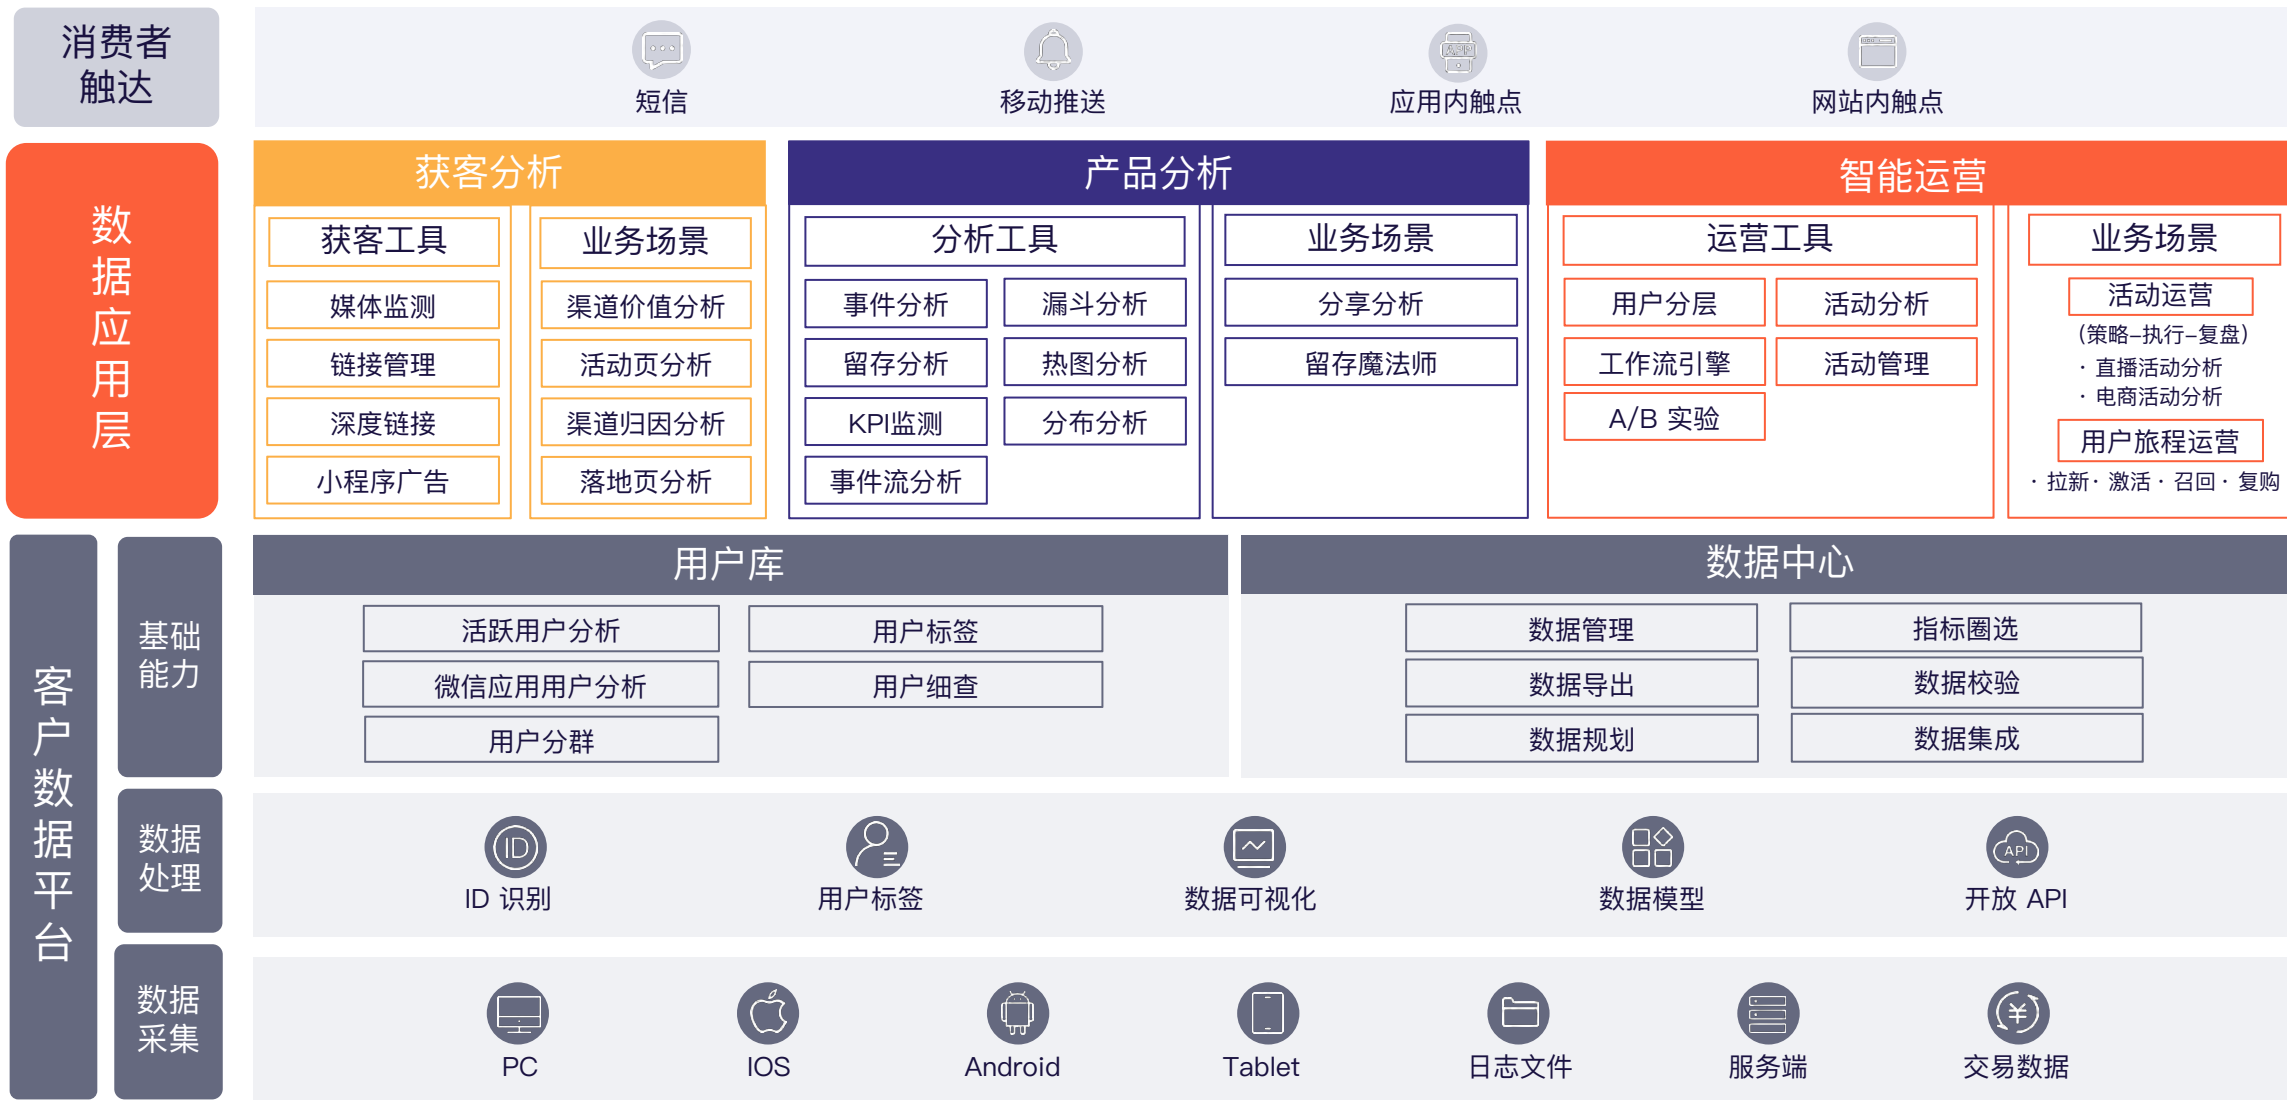 消费者
触达
短信
移动推送
APP
应用内触点
网站内触点
数
据
应
用
层
获客分析
获客工具
媒体监测
链接管理
深度链接
小程序广告
业务场景
渠道价值分析
活动页分析
渠道归因分析
落地页分析
产品分析
分析工具
事件分析
漏斗分析
留存分析
热图分析
KPI监测
分布分析
事件流分析
业务场景
分享分析
留存魔法师
智能运营
运营工具
用户分层
活动分析
工作流引擎
活动管理
A/B 实验
业务场景
活动运营
(策略–执行–复盘)
· 直播活动分析
· 电商活动分析
用户旅程运营
· 拉新· 激活 · 召回 · 复购
客
户
数
据
平
台
基础
能力
用户库
活跃用户分析
用户标签
微信应用用户分析
用户细查
用户分群
数据中心
数据管理
指标圈选
数据导出
数据校验
数据规划
数据集成
数据
处理
ID
ID 识别
用户标签
数据可视化
数据模型
API
开放 API
数据
采集
PC
IOS
Android
Tablet
日志文件
服务端
¥
交易数据